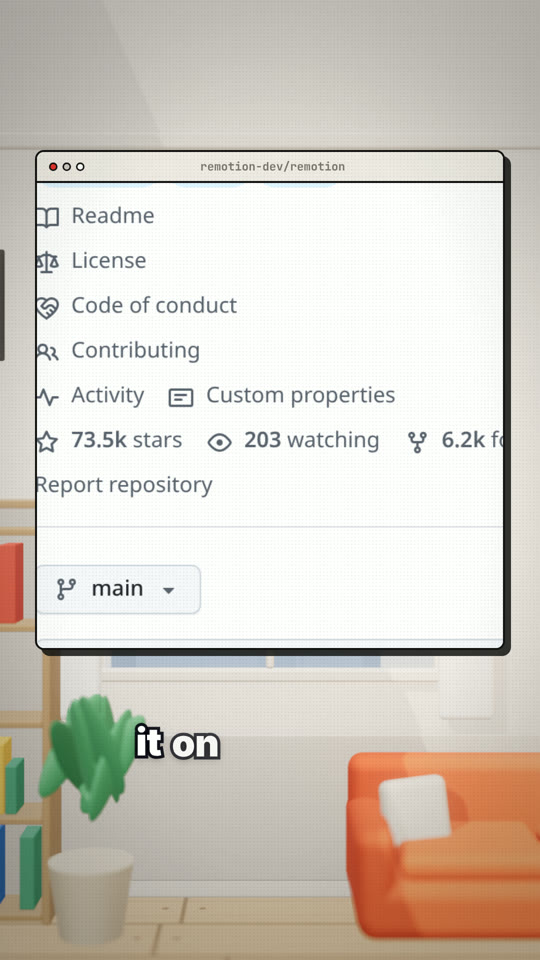 remotion-dev/remotion
Readme
License
Code of conduct
Contributing
Activity Custom properties
73.5k stars 203 watching 6.2k fo
Report repository
main
it on